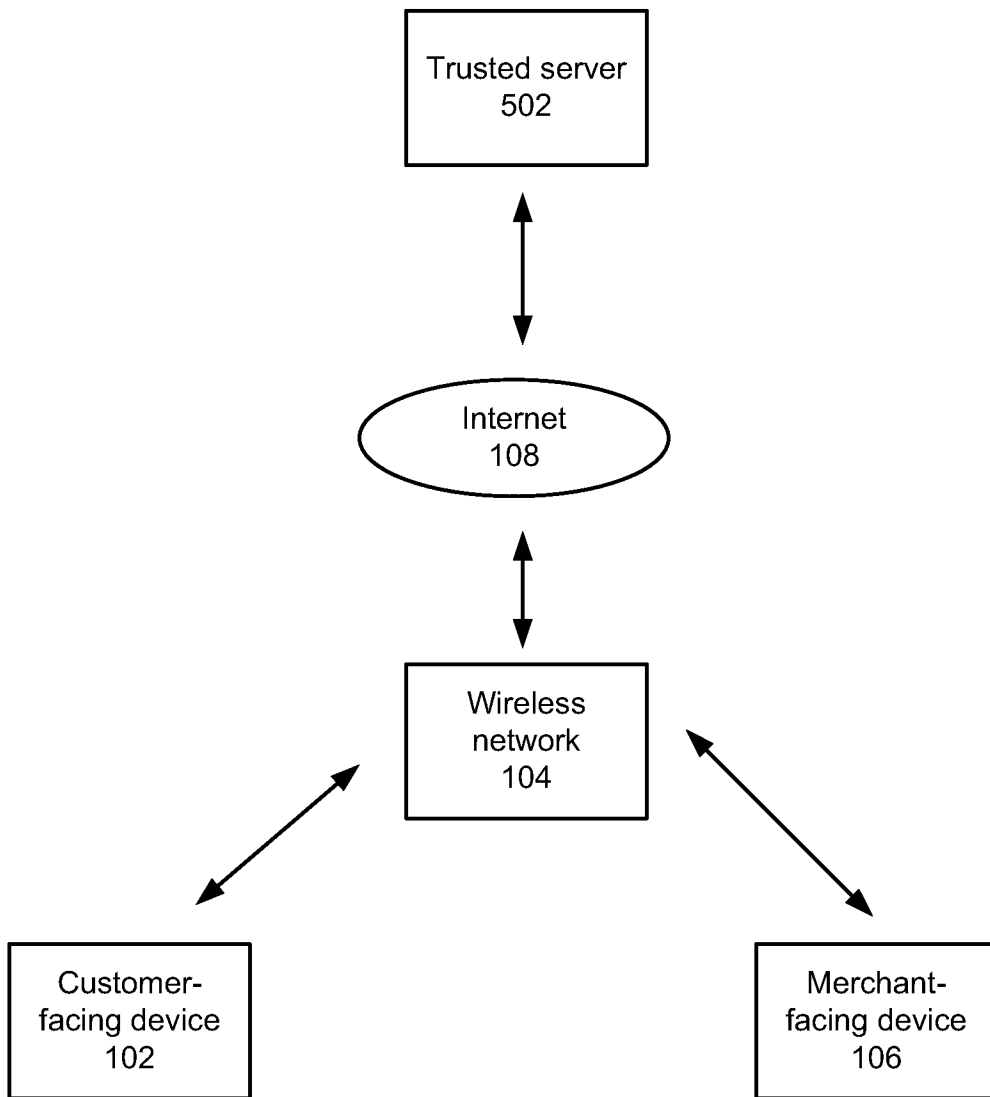 Trusted server
502
Internet
108
Wireless
network
104
Customer-
facing device
102
Merchant-
facing device
106